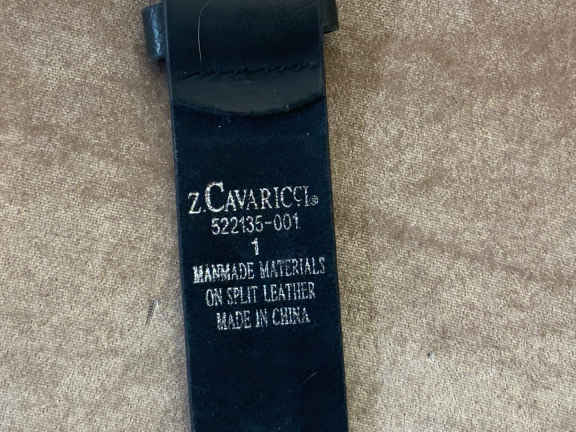 Z.CAVARICCI®
522135-001
1
MANMADE MATERIALS
ON SPLIT LEATHER
MADE IN CHINA